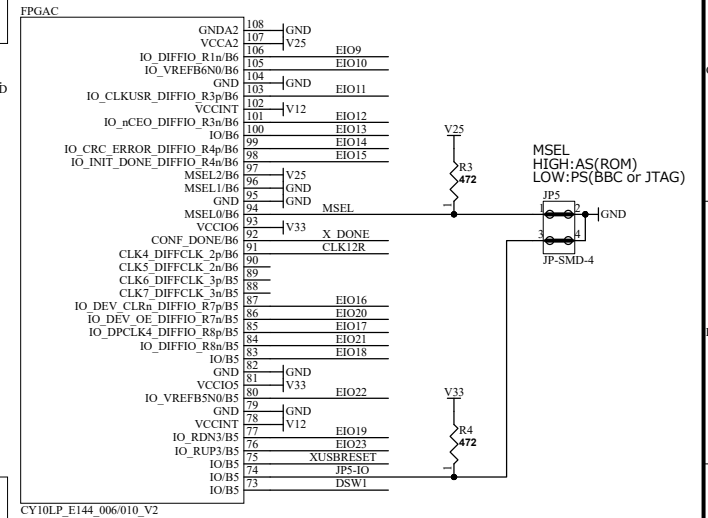 FPGAC
GNDA2 108 GND
VCCA2 107 V25
IO_DIFFIO_R1n/B6 106 EIO9
IO_VREFB6N0/B6 105 EIO10
GND 104 GND
IO_CLKUSR_DIFFIO_R3p/B6 103 EIO11
VCCINT 102 V12
IO_nCEO_DIFFIO_R3n/B6 101 EIO12
IO/B6 100 EIO13
IO_CRC_ERROR_DIFFIO_R4p/B6 99 EIO14
IO_INIT_DONE_DIFFIO_R4n/B6 98 EIO15
MSEL2/B6 97 V25
MSEL1/B6 96 GND
GND 95 GND
MSEL0/B6 94 MSEL
VCCIO6 93 V33
CONF_DONE/B6 92 X_DONE
CLK4_DIFFCLK_2p/B6 91 CLK12R
CLK5_DIFFCLK_2n/B6 90
CLK6_DIFFCLK_3p/B5 89
CLK7_DIFFCLK_3n/B5 88
IO_DEV_CLRn_DIFFIO_R7p/B5 87 EIO16
IO_DEV_OE_DIFFIO_R7n/B5 86 EIO20
IO_DPCLK4_DIFFIO_R8p/B5 85 EIO17
IO_DIFFIO_R8n/B5 84 EIO21
IO/B5 83 EIO18
GND 82 GND
VCCIO5 81 V33
IO_VREFB5N0/B5 80 EIO22
GND 79 GND
VCCINT 78 V12
IO_RDN3/B5 77 EIO19
IO_RUP3/B5 76 EIO23
IO/B5 75 XUSBRESET
IO/B5 74 JP5-IO
IO/B5 73 DSW1
CY10LP_E144_006/010_V2
V25
R3
472
1
MSEL
HIGH:AS(ROM)
LOW:PS(BBC or JTAG)
JP5
1 2 GND
3 4
JP-SMD-4
V33
R4
472
1
D